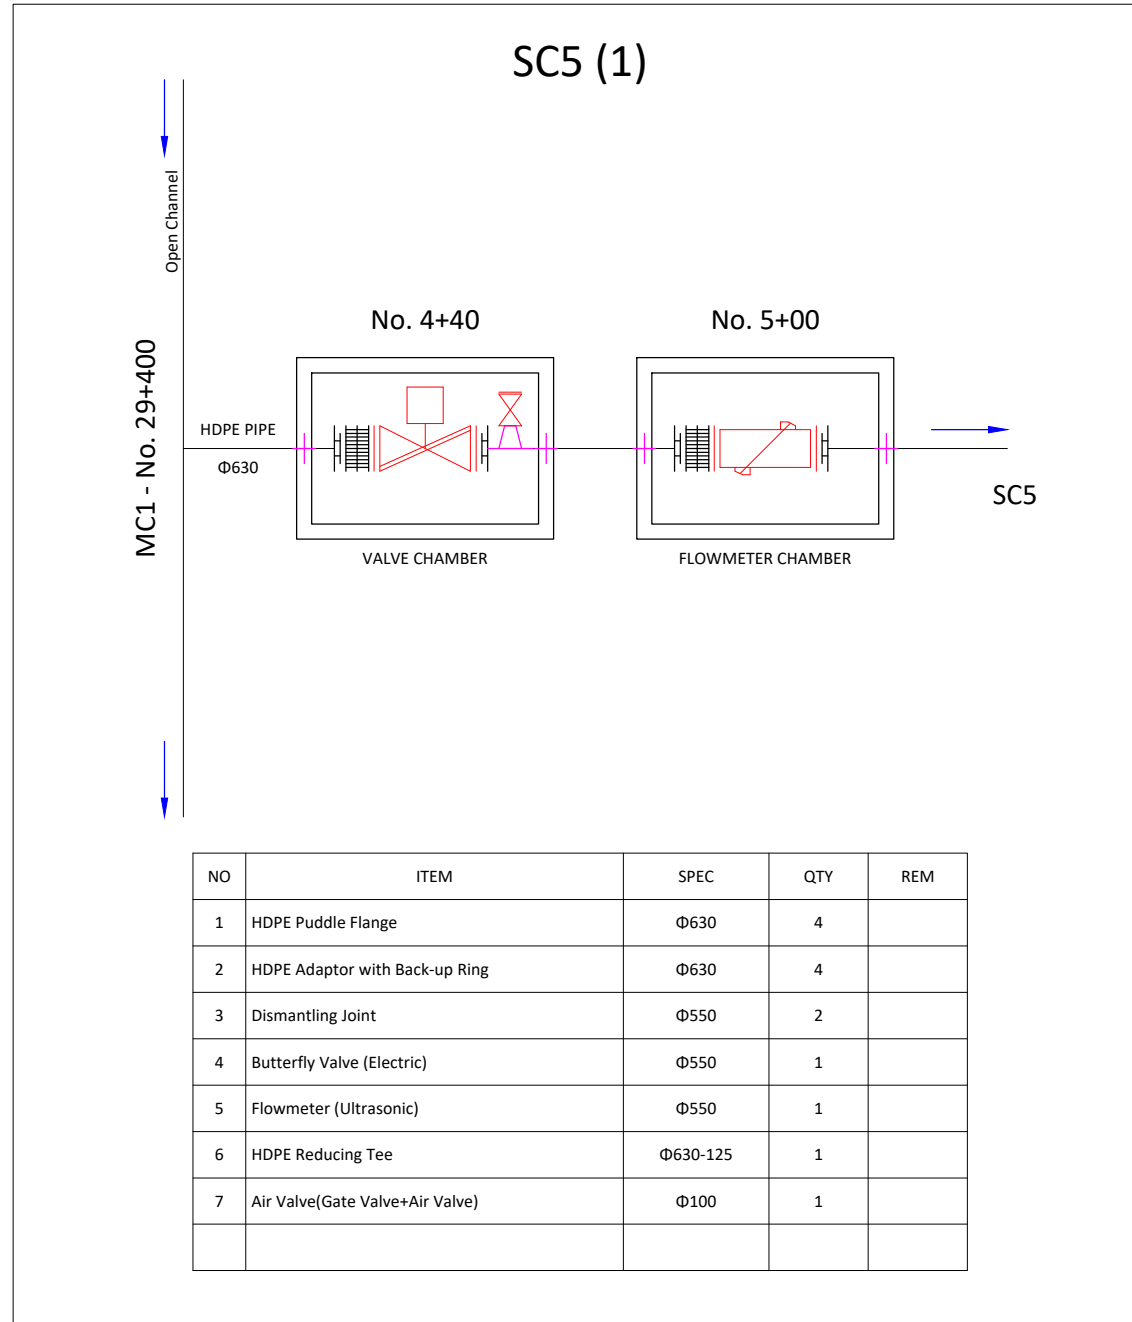 SC5 (1)
Open Channel
MC1 - No. 29+400
No. 4+40
No. 5+00
HDPE PIPE
Φ630
SC5
VALVE CHAMBER
FLOWMETER CHAMBER
NO ITEM SPEC QTY REM
1 HDPE Puddle Flange Φ630 4
2 HDPE Adaptor with Back-up Ring Φ630 4
3 Dismantling Joint Φ550 2
4 Butterfly Valve (Electric) Φ550 1
5 Flowmeter (Ultrasonic) Φ550 1
6 HDPE Reducing Tee Φ630-125 1
7 Air Valve(Gate Valve+Air Valve) Φ100 1